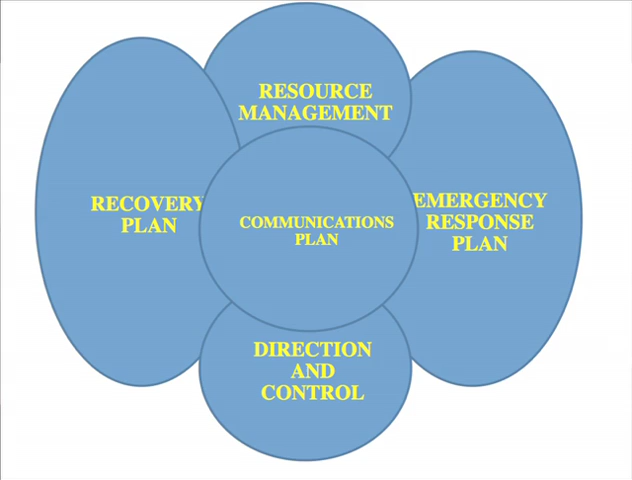 RESOURCE
MANAGEMENT
RECOVERY
PLAN
COMMUNICATIONS
PLAN
EMERGENCY
RESPONSE
PLAN
DIRECTION
AND
CONTROL